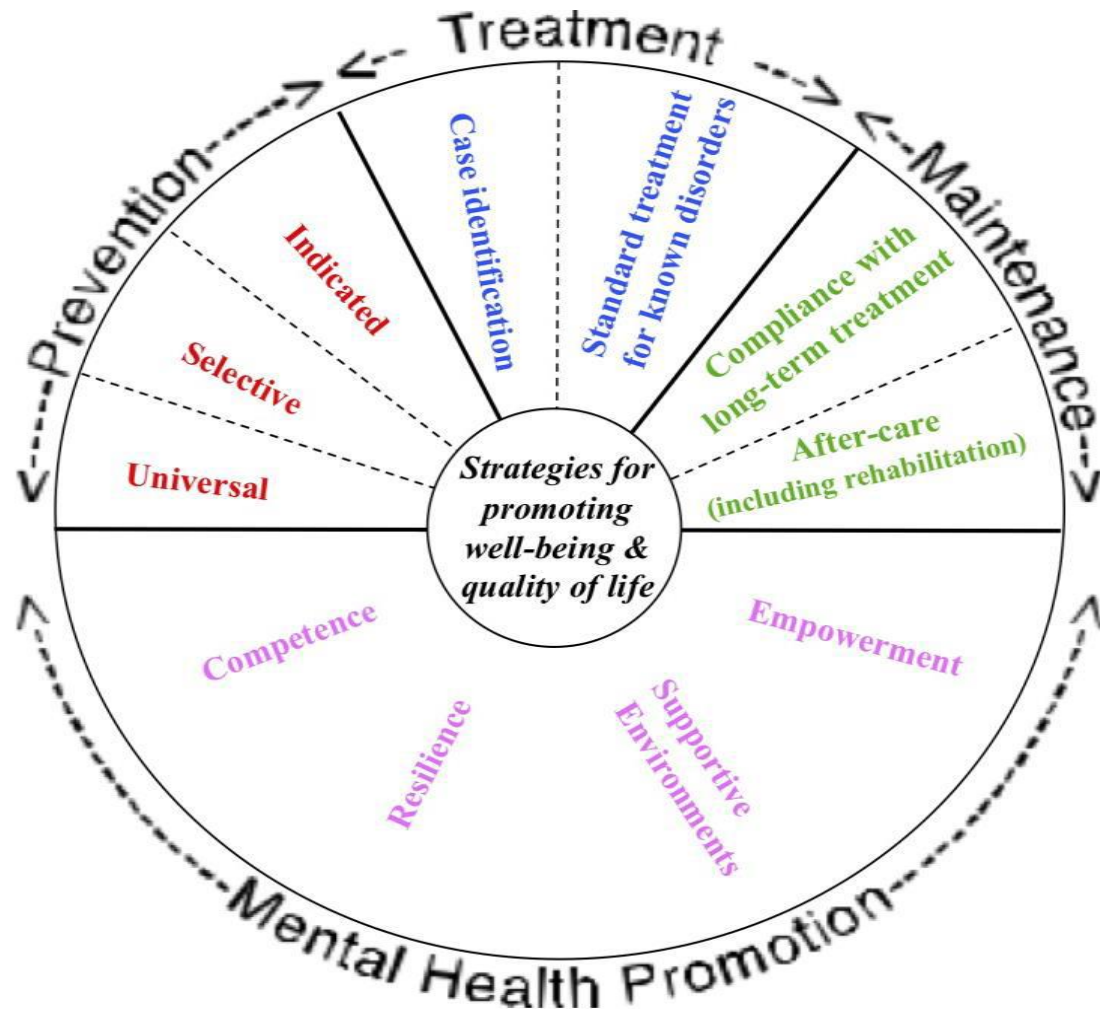 Treatment
Prevention
Maintenance
Case identification
Standard treatment
for known disorders
Indicated
Selective
Universal
Compliance with
long-term treatment
After-care
(including rehabilitation)
Strategies for
promoting
well-being &
quality of life
Competence
Resilience
Supportive
Environments
Empowerment
Mental Health Promotion